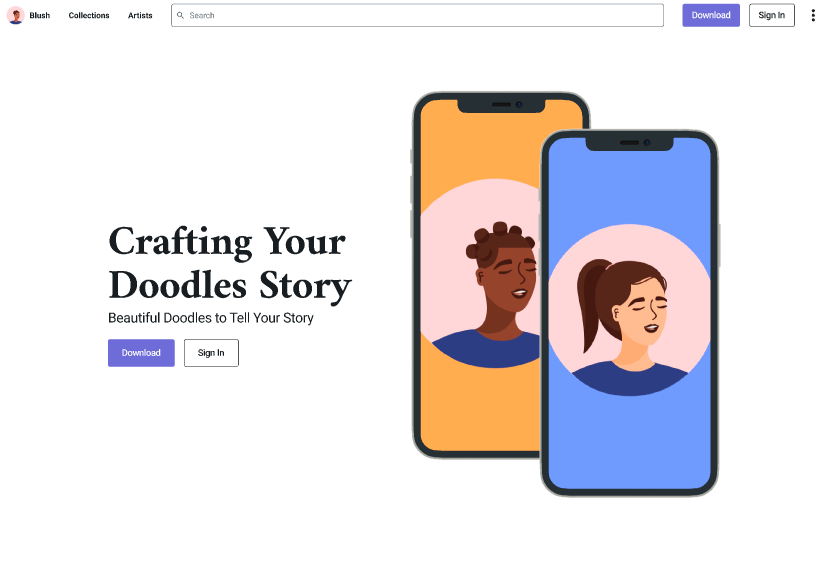 Blush
Collections
Artists
Search
Download
Sign In
Crafting Your
Doodles Story
Beautiful Doodles to Tell Your Story
Download
Sign In